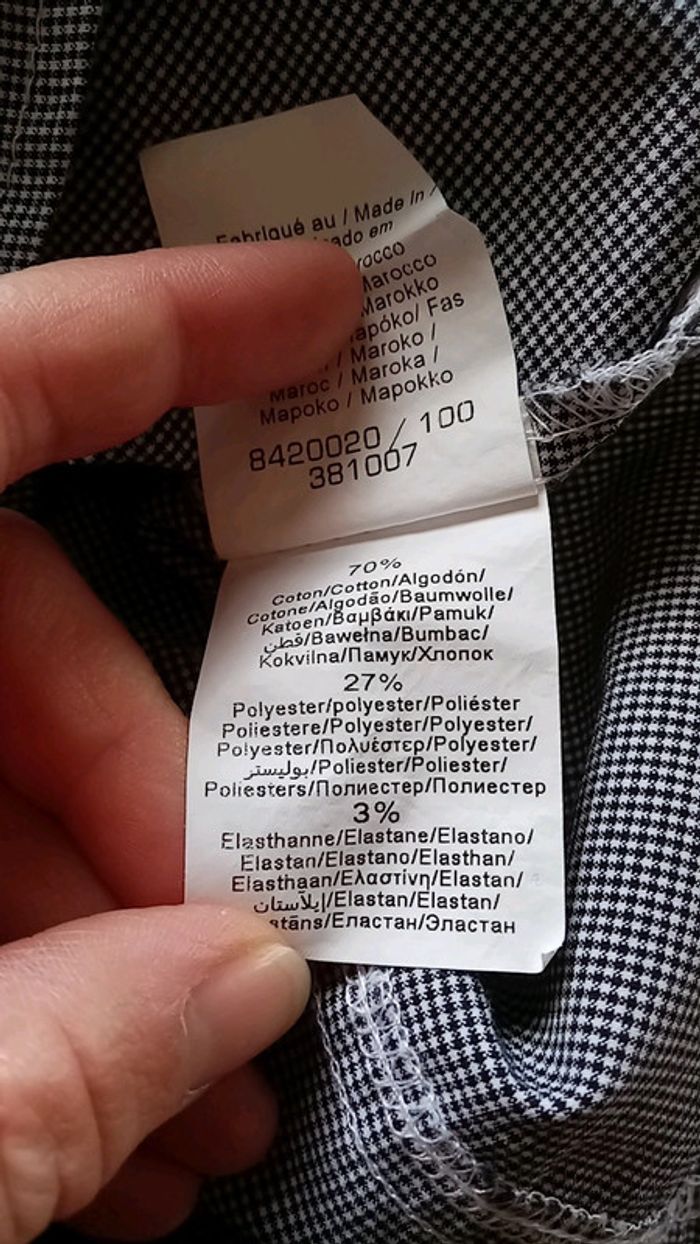 Fabriqué au / Made in /
em
Marocco
Marokko
Fas
/ Maroko /
Maroc / Maroka /
Мароко / Марокко
8420020 / 100
381007
70%
Coton/Cotton/Algodón/
Cotone/Algodão/Baumwolle/
Katoen/Βαμβάκι/Pamuk/
قطن/Bawełna/Bumbac/
Kokvilna/Памук/Хлопок
27%
Polyester/polyester/Poliéster
Poliestere/Polyester/Polyester/
Polyester/Πολυέστερ/Polyester/
بوليستر/Poliester/Poliester/
Poliesters/Полиестер/Полиестер
3%
Elasthanne/Elastane/Elastano/
Elastan/Elastano/Elasthan/
Elasthaan/Ελαστίνη/Elastan/
إيلاستان/Elastan/Elastan/
/Еластан/Эластан